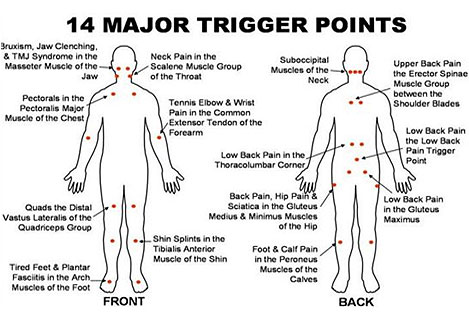 14 MAJOR TRIGGER POINTS
Bruxism, Jaw Clenching,
& TMJ Syndrome in the
Masseter Muscle of the
Jaw
Neck Pain in the
Scalene Muscle Group
of the Throat
Pectorals in the
Pectoralis Major
Muscle of the Chest
Tennis Elbow & Wrist
Pain in the Common
Extensor Tendon of the
Forearm
Quads the Distal
Vastus Lateralis of the
Quadriceps Group
Shin Splints in the
Tibialis Anterior
Muscle of the Shin
Tired Feet & Plantar
Fasciitis in the Arch
Muscles of the Foot
FRONT
Suboccipital
Muscles of the
Neck
Upper Back Pain
the Erector Spinae
Muscle Group
between the
Shoulder Blades
Low Back Pain
the Low Back
Pain Trigger
Point
Low Back Pain in the
Thoracolumbar Corner
Back Pain, Hip Pain &
Sciatica in the Gluteus
Medius & Minimus Muscles
of the Hip
Low Back Pain
in the Gluteus
Maximus
Foot & Calf Pain in
the Peroneus
Muscles of the
Calves
BACK